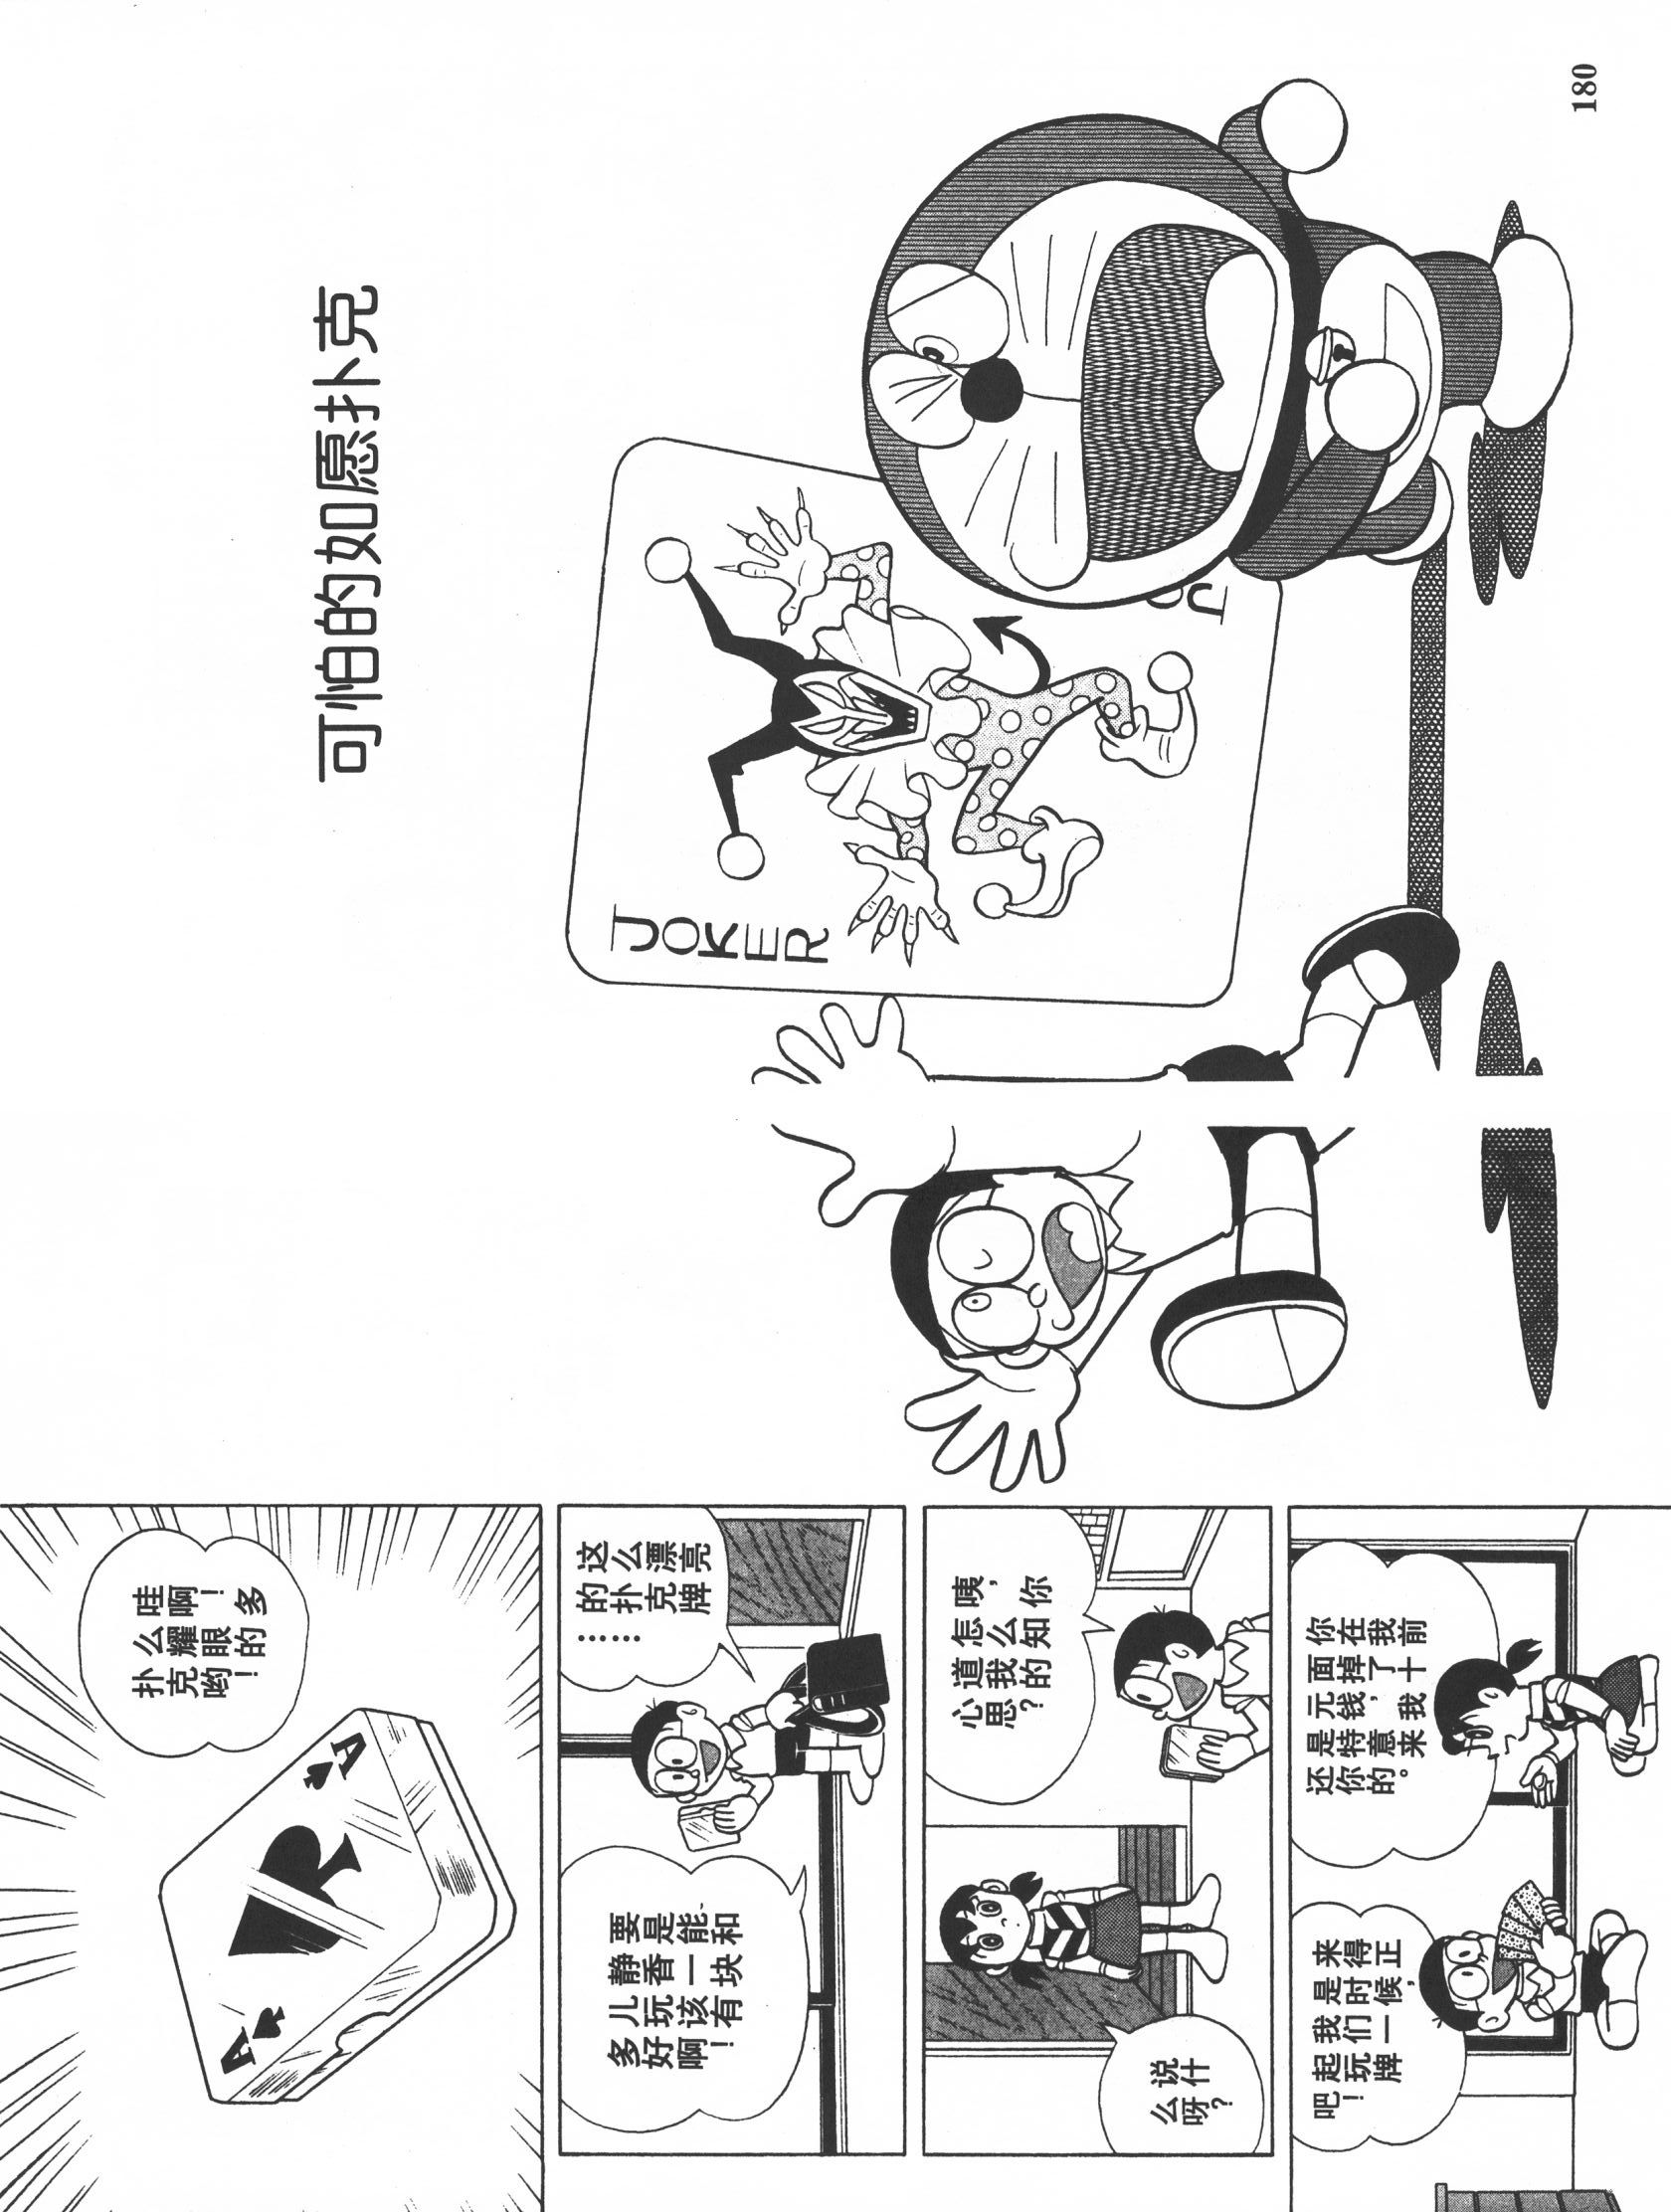 180
可怕的如愿扑克
JOKER
哇啊！多
么耀眼的
扑克哟！
A
A
这么漂亮
的扑克牌
……
要是能和
静香一块
儿玩该有
多好啊！
咦，你
怎么知
道我的
心思？
说什
么呀？
你在我前
面掉了十
元钱，我
是特意来
还你的。
来得正
是时候，
我们一
起玩牌
吧！